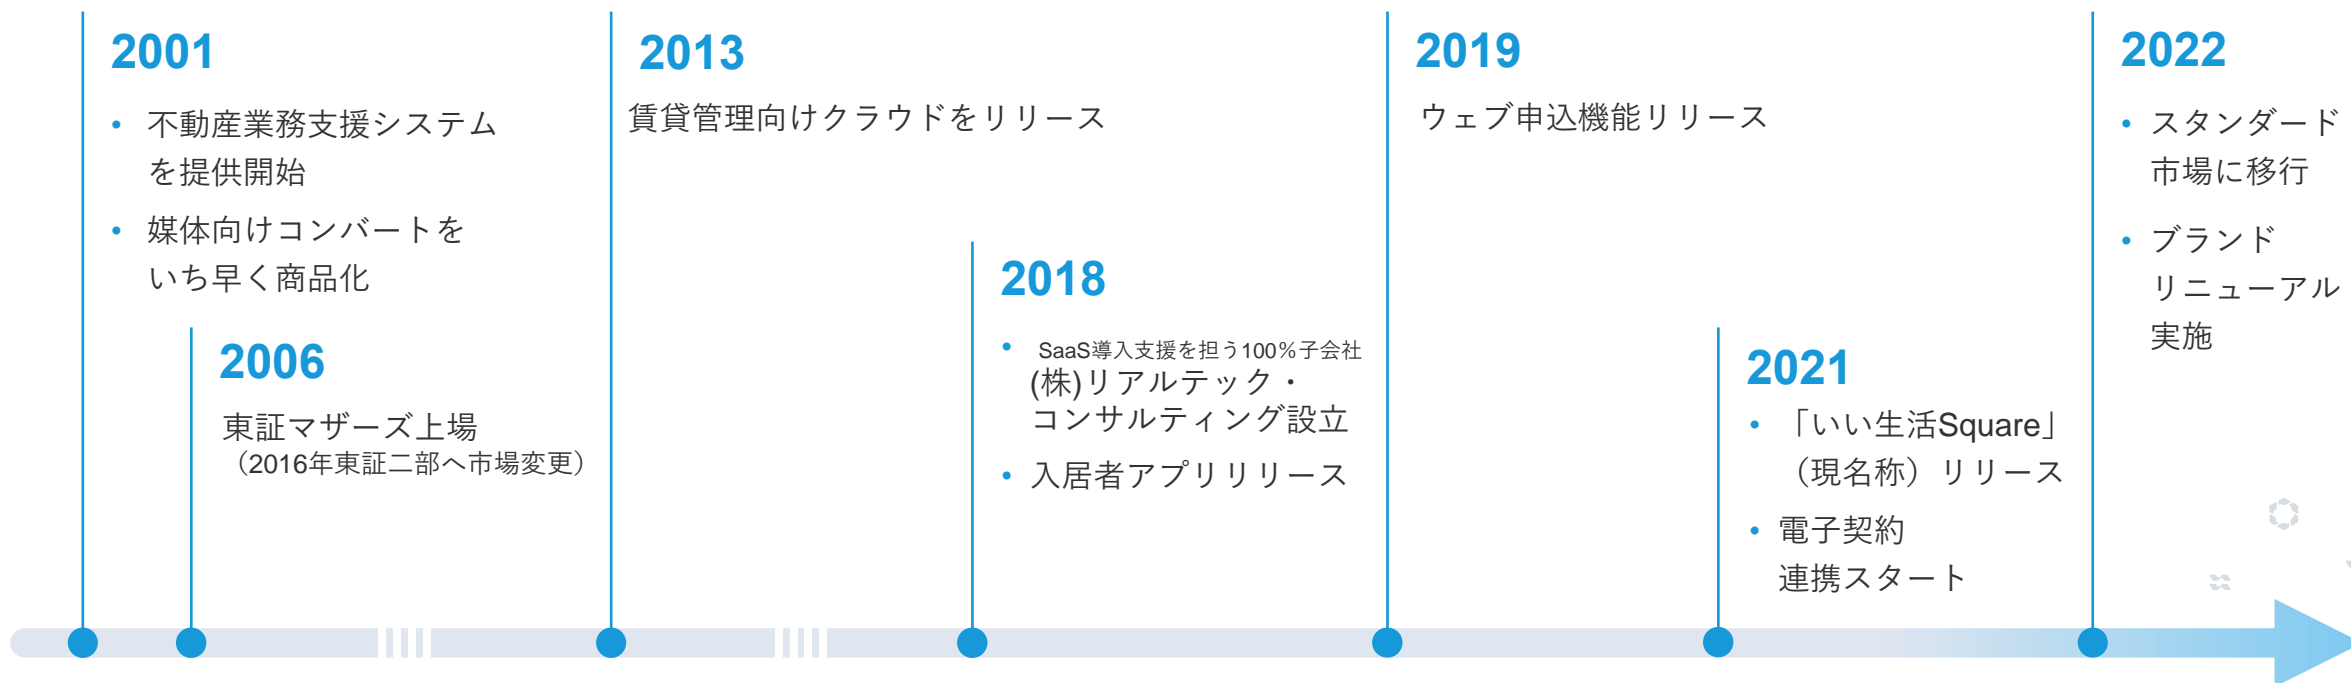 2001
• 不動産業務支援システム
を提供開始
• 媒体向けコンバートを
いち早く商品化
2006
東証マザーズ上場
（2016年東証二部へ市場変更）
2013
賃貸管理向けクラウドをリリース
2018
• SaaS導入支援を担う100％子会社
(株)リアルテック・
コンサルティング設立
• 入居者アプリリリース
2019
ウェブ申込機能リリース
2021
• 「いい生活Square」
（現名称）リリース
• 電子契約
連携スタート
2022
• スタンダード
市場に移行
• ブランド
リニューアル
実施